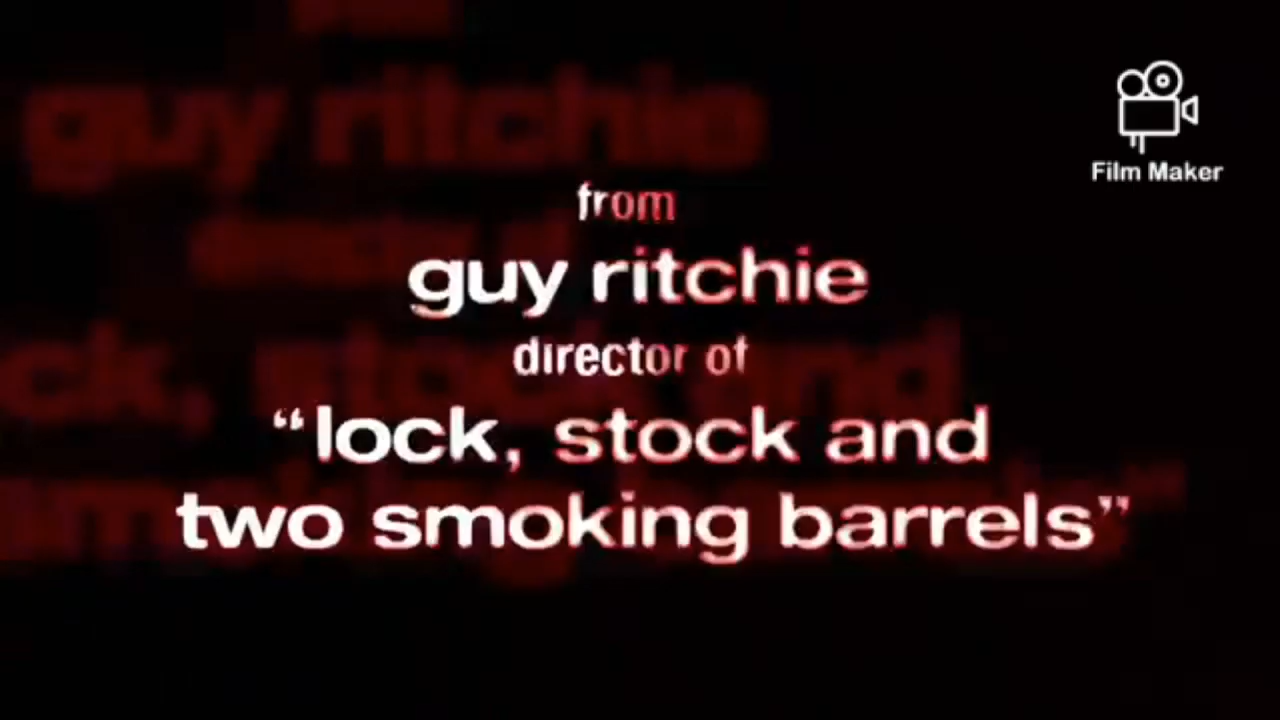 Film Maker
from
guy ritchie
director of
“lock, stock and
two smoking barrels”